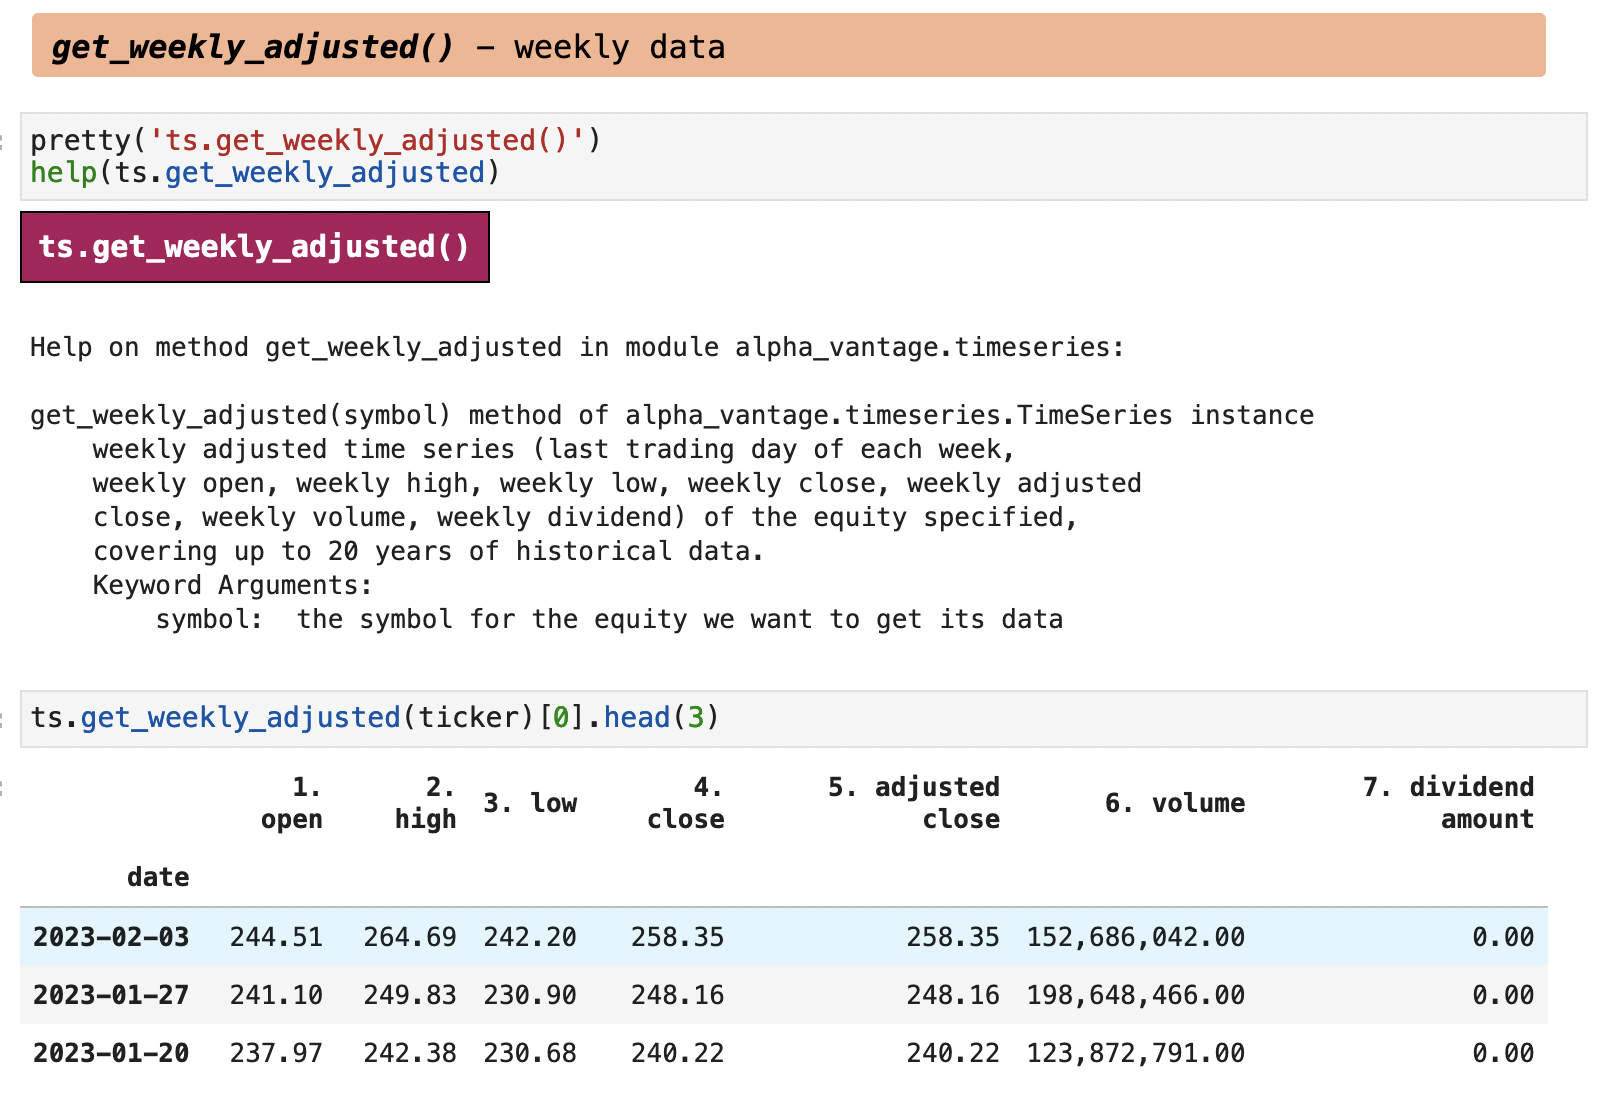 get_weekly_adjusted() – weekly data
pretty('ts.get_weekly_adjusted()')
help(ts.get_weekly_adjusted)
ts.get_weekly_adjusted()
Help on method get_weekly_adjusted in module alpha_vantage.timeseries:
get_weekly_adjusted(symbol) method of alpha_vantage.timeseries.TimeSeries instance
    weekly adjusted time series (last trading day of each week,
    weekly open, weekly high, weekly low, weekly close, weekly adjusted
    close, weekly volume, weekly dividend) of the equity specified,
    covering up to 20 years of historical data.
    Keyword Arguments:
        symbol:  the symbol for the equity we want to get its data
ts.get_weekly_adjusted(ticker)[0].head(3)
1. 2. 3. low 4. 5. adjusted 6. volume 7. dividend
open high close close amount
date
2023-02-03 244.51 264.69 242.20 258.35 258.35 152,686,042.00 0.00
2023-01-27 241.10 249.83 230.90 248.16 248.16 198,648,466.00 0.00
2023-01-20 237.97 242.38 230.68 240.22 240.22 123,872,791.00 0.00